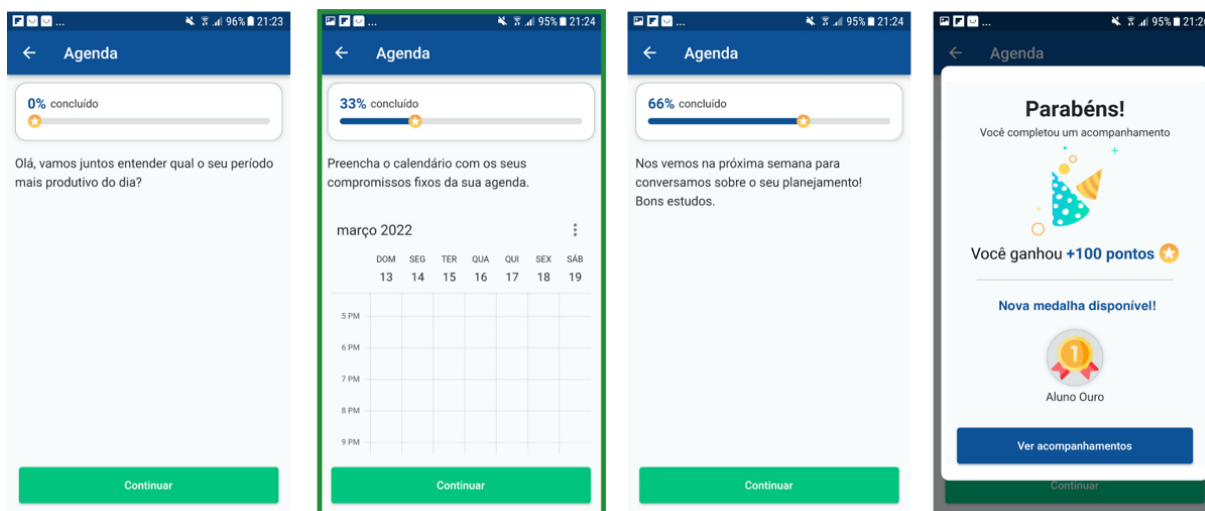 ... 96% 21:23
Agenda
0% concluído
Olá, vamos juntos entender qual o seu período
mais produtivo do dia?
Continuar
... 95% 21:24
Agenda
33% concluído
Preencha o calendário com os seus
compromissos fixos da sua agenda.
março 2022
DOM SEG TER QUA QUI SEX SÁB
13 14 15 16 17 18 19
5 PM
6 PM
7 PM
8 PM
9 PM
Continuar
... 95% 21:24
Agenda
66% concluído
Nos vemos na próxima semana para
conversamos sobre o seu planejamento!
Bons estudos.
Continuar
... 95%
Agenda
Parabéns!
Você completou um acompanhamento
Você ganhou +100 pontos
Nova medalha disponível!
1
Aluno Ouro
Ver acompanhamentos
Continuar